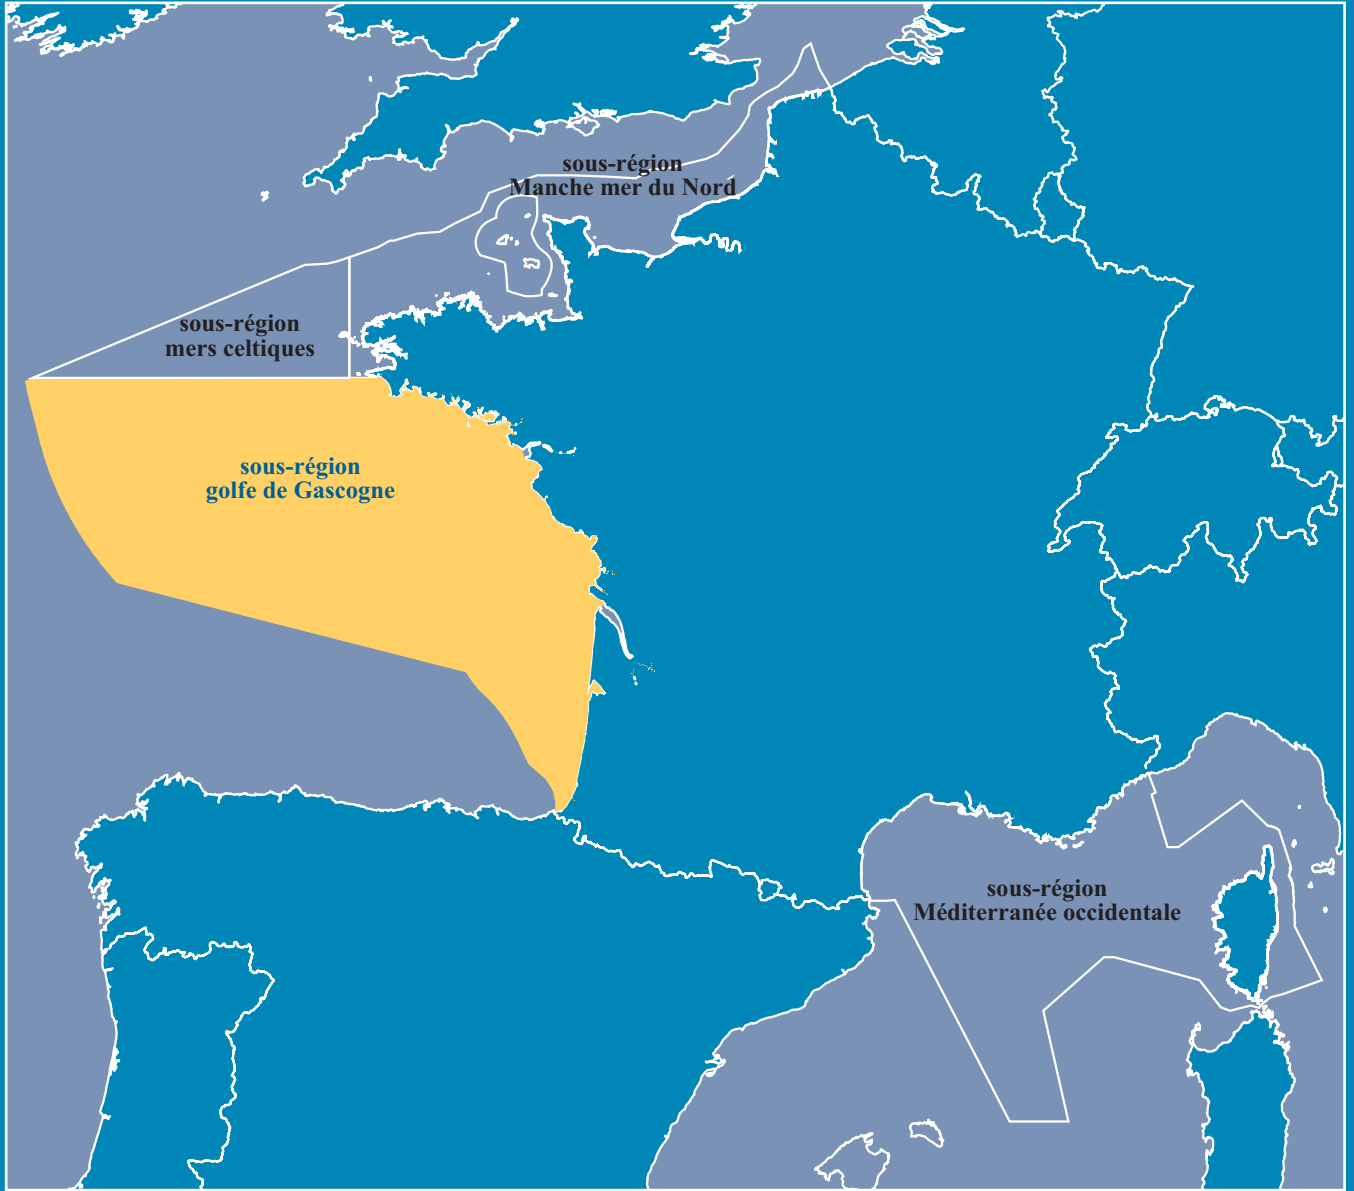 sous-région
Manche mer du Nord
sous-région
mers celtiques
sous-région
golfe de Gascogne
sous-région
Méditerranée occidentale